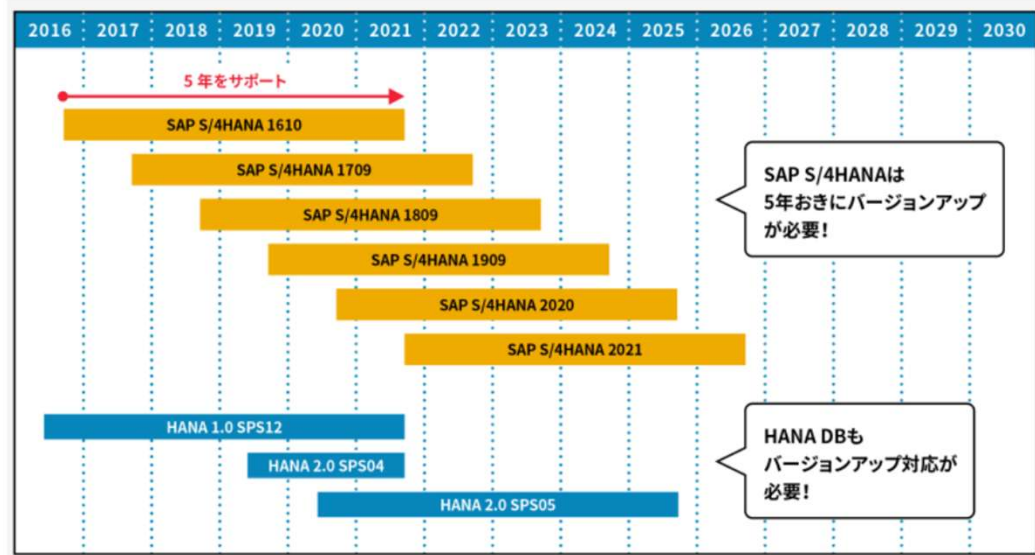 2016 2017 2018 2019 2020 2021 2022 2023 2024 2025 2026 2027 2028 2029 2030
5 年をサポート
SAP S/4HANA 1610
SAP S/4HANA 1709
SAP S/4HANA 1809
SAP S/4HANA 1909
SAP S/4HANA 2020
SAP S/4HANA 2021
SAP S/4HANAは
5年おきにバージョンアップ
が必要!
HANA 1.0 SPS12
HANA 2.0 SPS04
HANA 2.0 SPS05
HANA DBも
バージョンアップ対応が
必要!